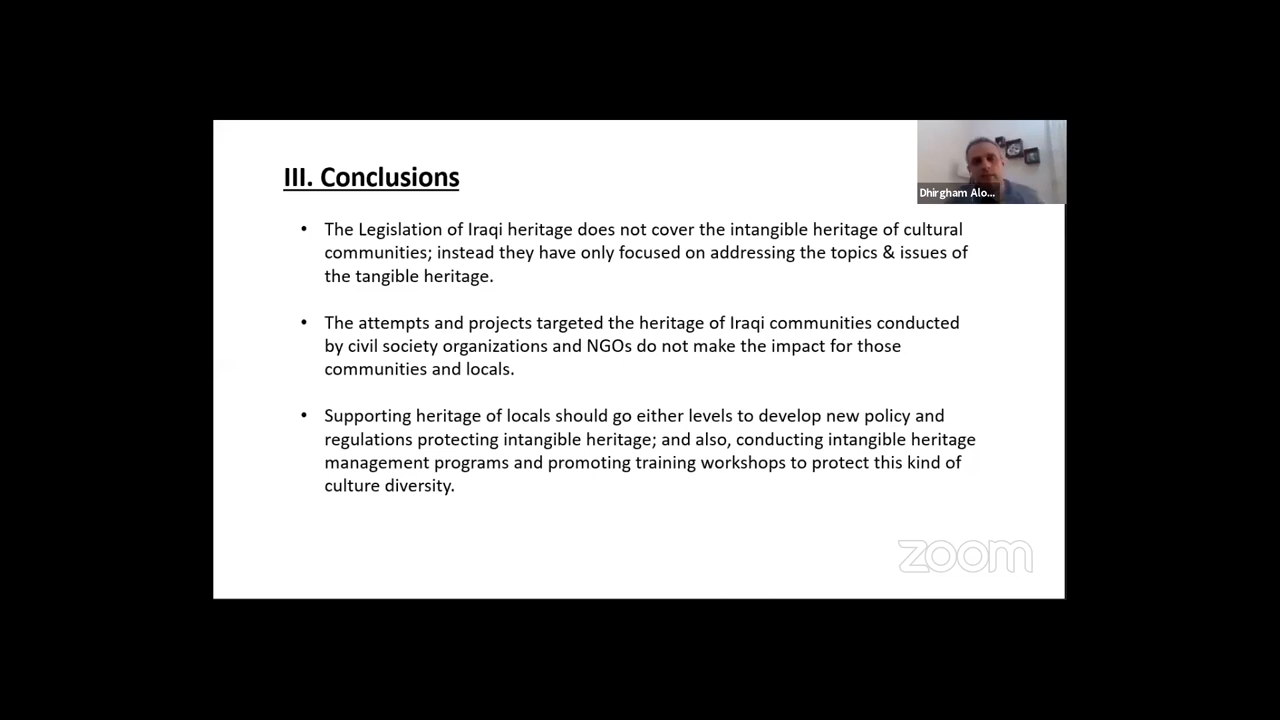 III. Conclusions
Dhirgham Alo...
• The Legislation of Iraqi heritage does not cover the intangible heritage of cultural
communities; instead they have only focused on addressing the topics & issues of
the tangible heritage.
• The attempts and projects targeted the heritage of Iraqi communities conducted
by civil society organizations and NGOs do not make the impact for those
communities and locals.
• Supporting heritage of locals should go either levels to develop new policy and
regulations protecting intangible heritage; and also, conducting intangible heritage
management programs and promoting training workshops to protect this kind of
culture diversity.
zoom